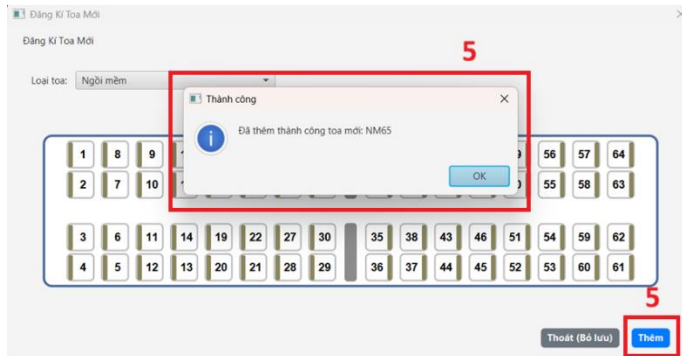 Đăng Kí Toa Mới
Đăng Kí Toa Mới
5
Loại toa: Ngồi mềm
Thành công
Đã thêm thành công toa mới: NM65
OK
1 8 9 56 57 64
2 7 10 55 58 63
3 6 11 14 19 22 27 30 35 38 43 46 51 54 59 62
4 5 12 13 20 21 28 29 36 37 44 45 52 53 60 61
5
Thoát (Bỏ lưu) Thêm